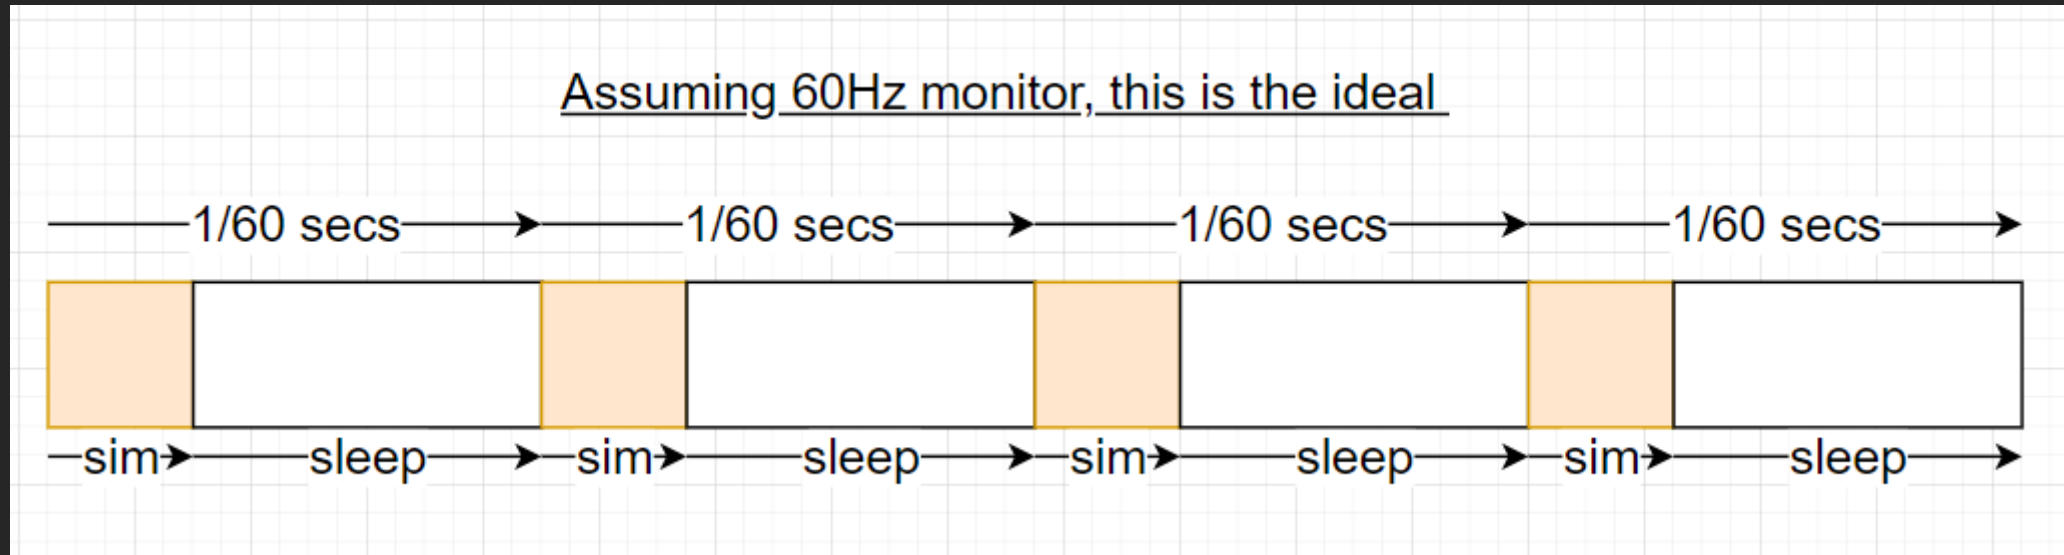 Assuming 60Hz monitor, this is the ideal
1/60 secs 1/60 secs 1/60 secs 1/60 secs
sim sleep sim sleep sim sleep sim sleep